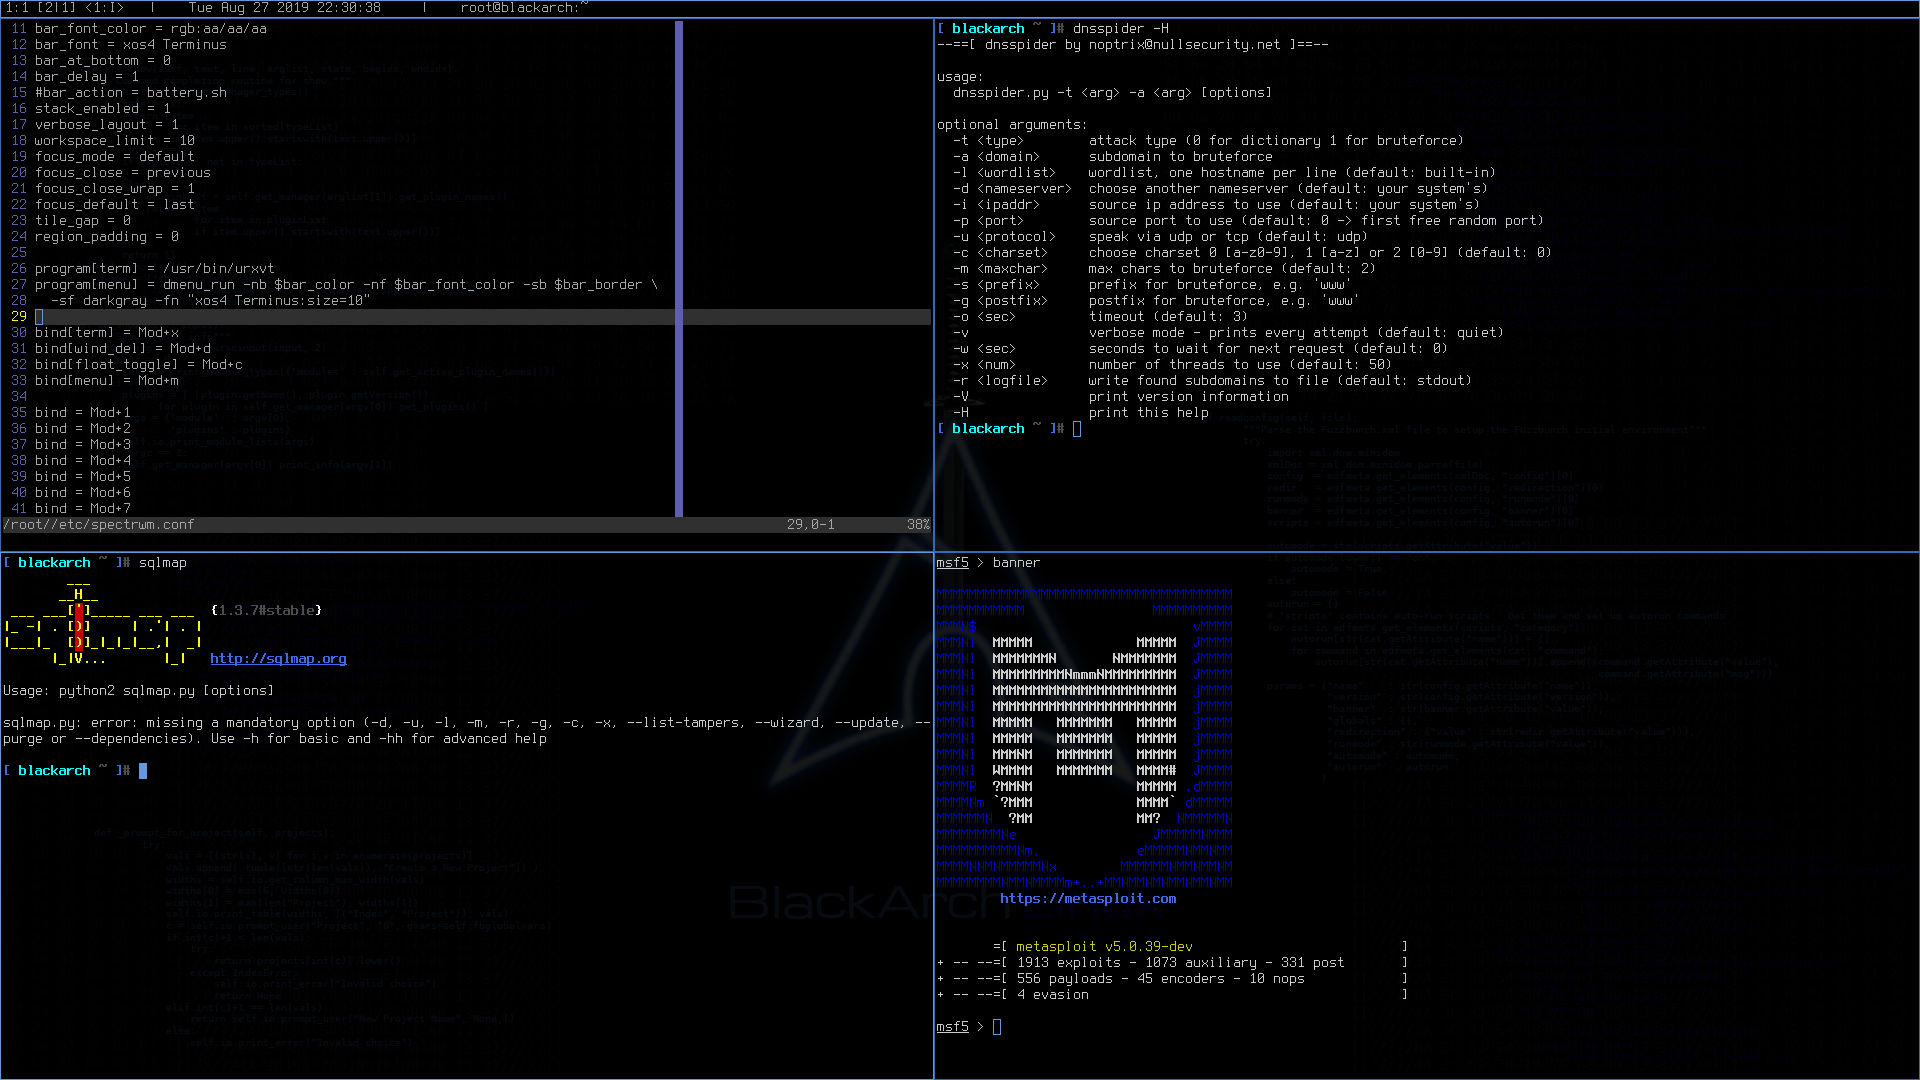 1:1 [2|1] <1:I>   |    Tue Aug 27 2019 22:30:38     |    root@blackarch:~
11 bar_font_color = rgb:aa/aa/aa
12 bar_font = xos4 Terminus
13 bar_at_bottom = 0
14 bar_delay = 1
15 #bar_action = battery.sh
16 stack_enabled = 1
17 verbose_layout = 1
18 workspace_limit = 10
19 focus_mode = default
20 focus_close = previous
21 focus_close_wrap = 1
22 focus_default = last
23 tile_gap = 0
24 region_padding = 0
25
26 program[term] = /usr/bin/urxvt
27 program[menu] = dmenu_run -nb $bar_color -nf $bar_font_color -sb $bar_border \
28   -sf darkgray -fn "xos4 Terminus:size=10"
29
30 bind[term] = Mod+x
31 bind[wind_del] = Mod+d
32 bind[float_toggle] = Mod+c
33 bind[menu] = Mod+m
34
35 bind = Mod+1
36 bind = Mod+2
37 bind = Mod+3
38 bind = Mod+4
39 bind = Mod+5
40 bind = Mod+6
41 bind = Mod+7
/root//etc/spectrwm.conf 29,0-1 38%
[ blackarch ~ ]# dnsspider -H
--==[ dnsspider by noptrix@nullsecurity.net ]==--
usage:
  dnsspider.py -t <arg> -a <arg> [options]
optional arguments:
  -t <type>        attack type (0 for dictionary 1 for bruteforce)
  -a <domain>      subdomain to bruteforce
  -l <wordlist>    wordlist, one hostname per line (default: built-in)
  -d <nameserver>  choose another nameserver (default: your system's)
  -i <ipaddr>      source ip address to use (default: your system's)
  -p <port>        source port to use (default: 0 -> first free random port)
  -u <protocol>    speak via udp or tcp (default: udp)
  -c <charset>     choose charset 0 [a-z0-9], 1 [a-z] or 2 [0-9] (default: 0)
  -m <maxchar>     max chars to bruteforce (default: 2)
  -s <prefix>      prefix for bruteforce, e.g. 'www'
  -g <postfix>     postfix for bruteforce, e.g. 'www'
  -o <sec>         timeout (default: 3)
  -v               verbose mode - prints every attempt (default: quiet)
  -w <sec>         seconds to wait for next request (default: 0)
  -x <num>         number of threads to use (default: 50)
  -r <logfile>     write found subdomains to file (default: stdout)
  -V               print version information
  -H               print this help
[ blackarch ~ ]#
[ blackarch ~ ]# sqlmap
{1.3.7#stable}
http://sqlmap.org
Usage: python2 sqlmap.py [options]
sqlmap.py: error: missing a mandatory option (-d, -u, -l, -m, -r, -g, -c, -x, --list-tampers, --wizard, --update, --
purge or --dependencies). Use -h for basic and -hh for advanced help
[ blackarch ~ ]#
msf5 > banner
https://metasploit.com
=[ metasploit v5.0.39-dev ]
+ -- --=[ 1913 exploits - 1073 auxiliary - 331 post ]
+ -- --=[ 556 payloads - 45 encoders - 10 nops ]
+ -- --=[ 4 evasion ]
msf5 >
BlackArch